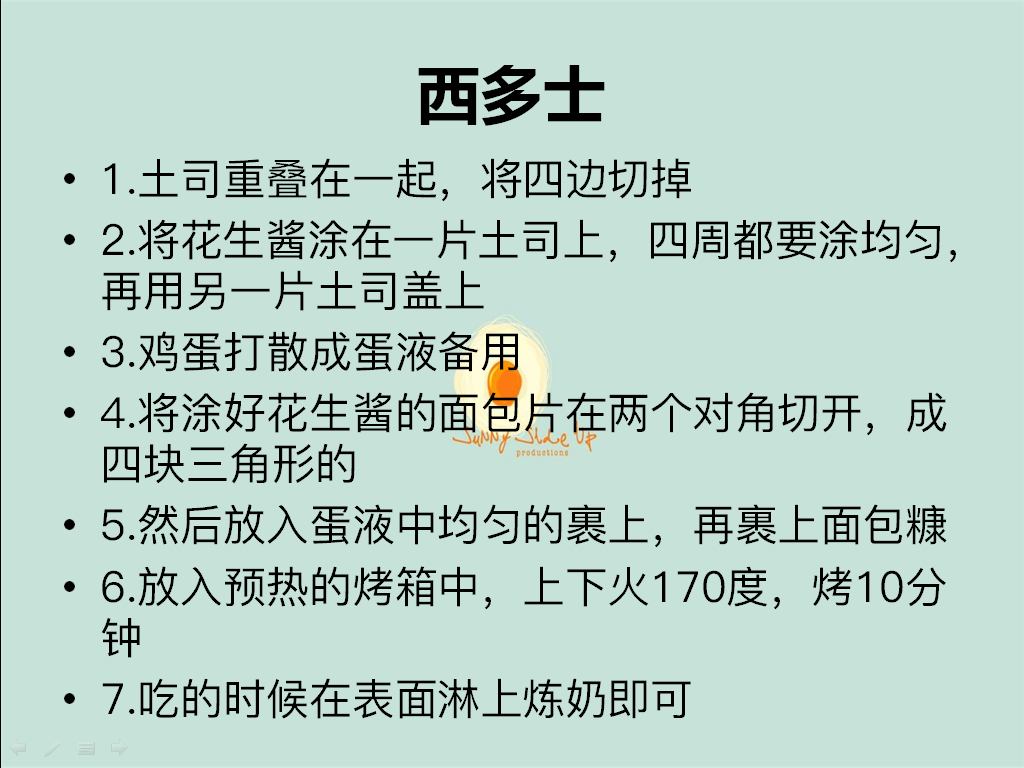 西多士
• 1.土司重叠在一起，将四边切掉
• 2.将花生酱涂在一片土司上，四周都要涂均匀，
再用另一片土司盖上
• 3.鸡蛋打散成蛋液备用
• 4.将涂好花生酱的面包片在两个对角切开，成
四块三角形的
• 5.然后放入蛋液中均匀的裹上，再裹上面包糠
• 6.放入预热的烤箱中，上下火170度，烤10分
钟
• 7.吃的时候在表面淋上炼奶即可
Sunny Side Up
productions